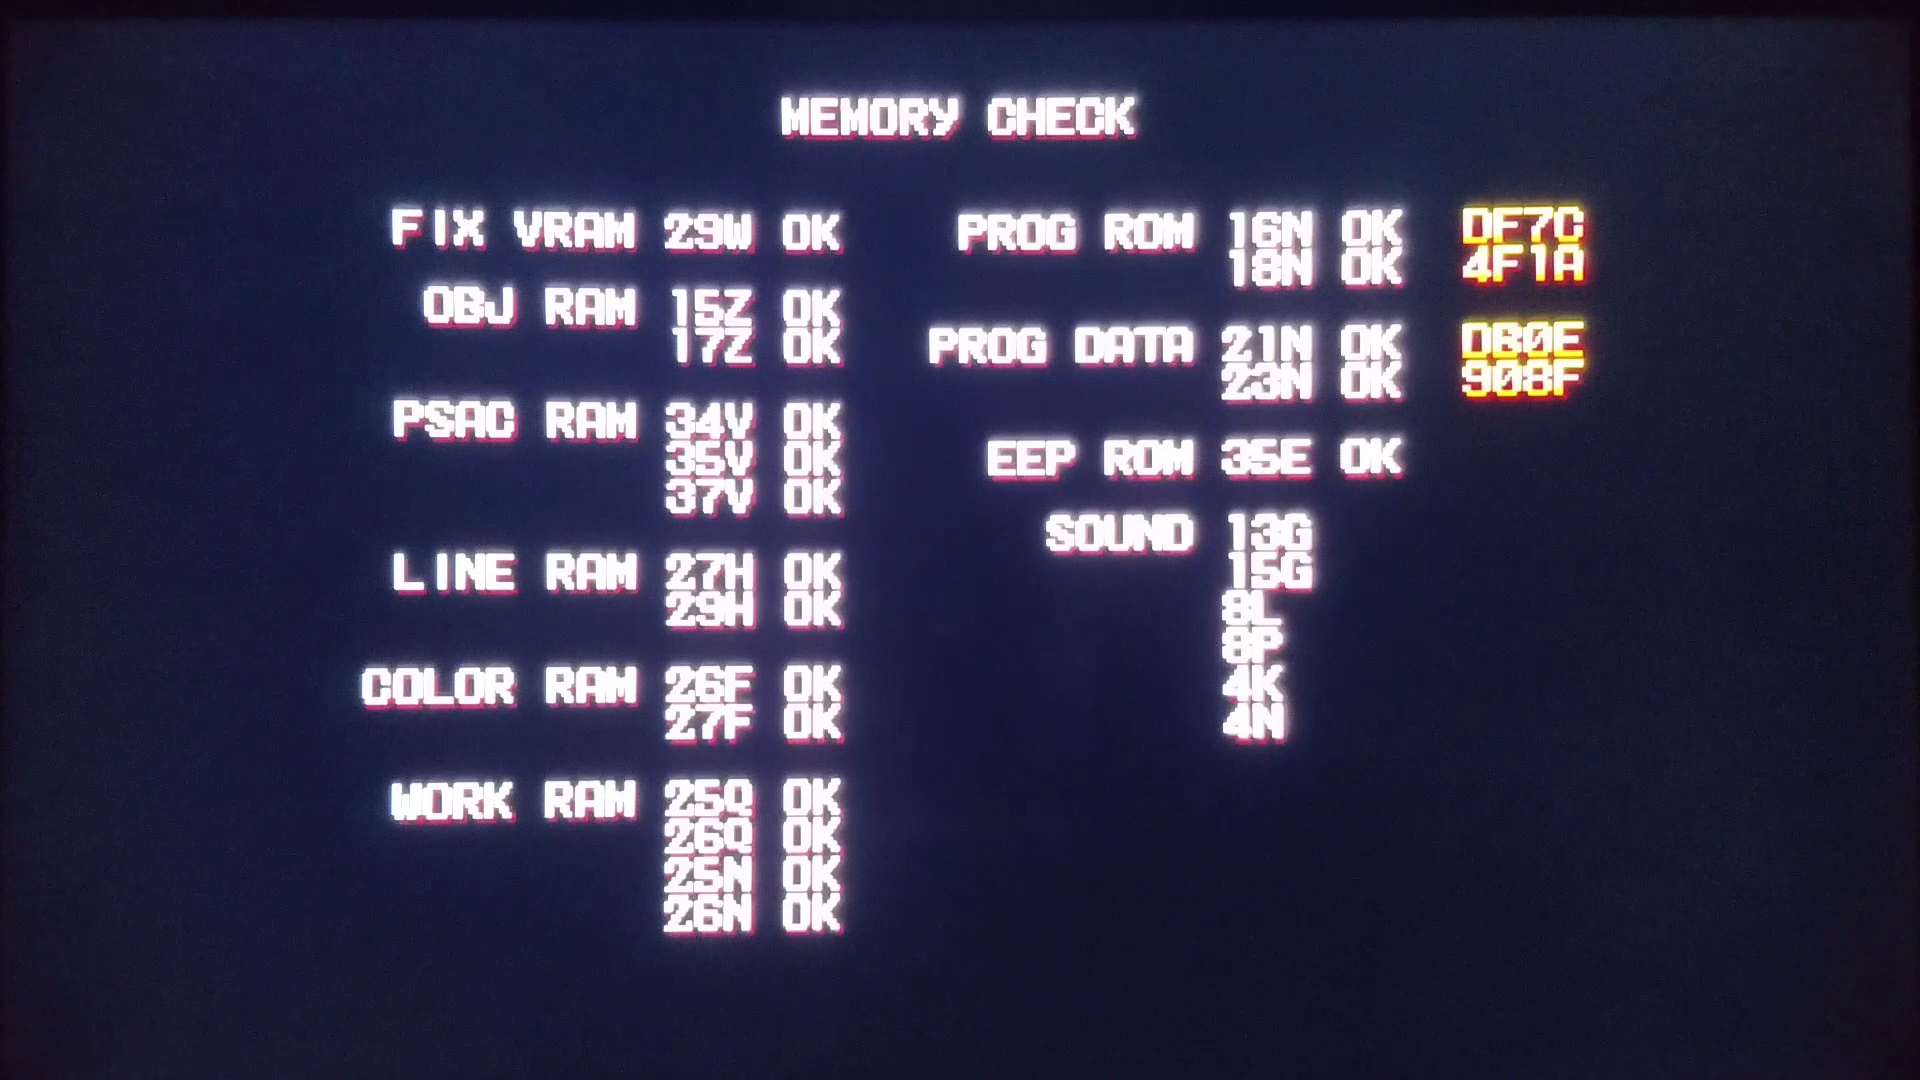 MEMORY CHECK
FIX VRAM 29W OK
OBJ RAM 15Z OK
17Z OK
PSAC RAM 34V OK
35V OK
37V OK
LINE RAM 27H OK
29H OK
COLOR RAM 26F OK
27F OK
WORK RAM 25Q OK
26Q OK
25N OK
26N OK
PROG ROM 16N OK DF7C
18N OK 4F1A
PROG DATA 21N OK DB0E
23N OK 908F
EEP ROM 35E OK
SOUND 13G
15G
8L
8P
4K
4N